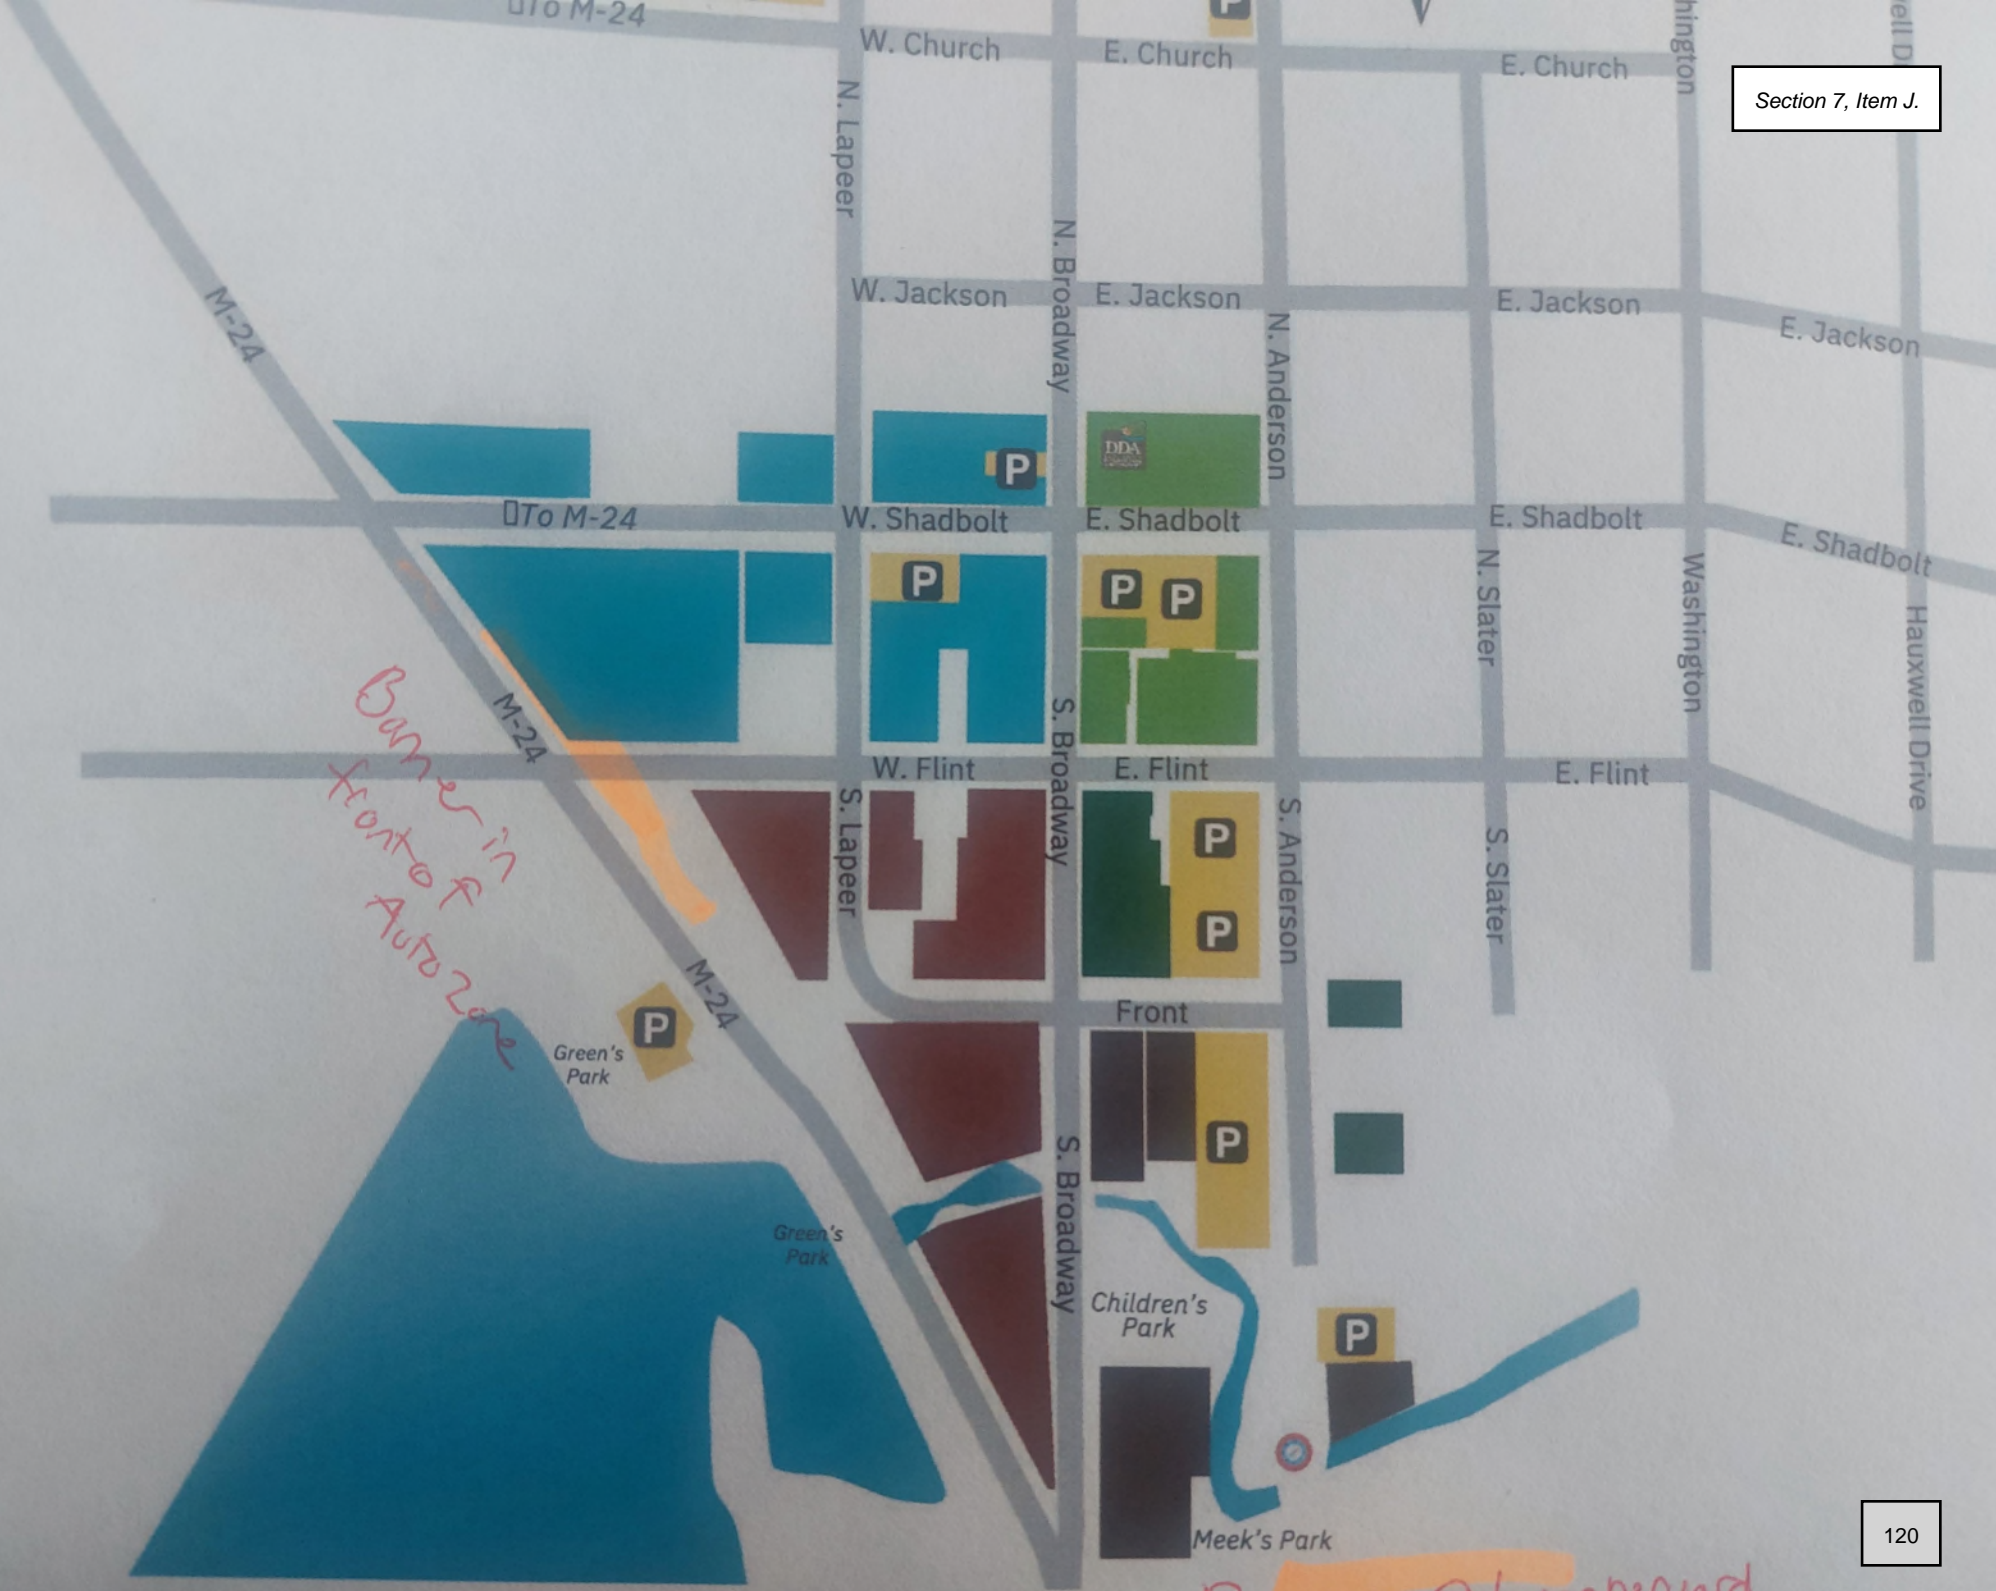 To M-24
W. Church
E. Church
E. Church
Section 7, Item J.
N. Lapeer
N. Broadway
W. Jackson
E. Jackson
E. Jackson
E. Jackson
M-24
N. Anderson
P
DDA
To M-24
W. Shadbolt
E. Shadbolt
E. Shadbolt
E. Shadbolt
P
P
P
N. Slater
Washington
Hauxwell Drive
Banner in
front of
Autozone
M-24
S. Broadway
W. Flint
E. Flint
E. Flint
S. Lapeer
P
S. Anderson
S. Slater
P
M-24
Front
P
Green's
Park
P
S. Broadway
Green's
Park
Children's
Park
P
Meek's Park
120